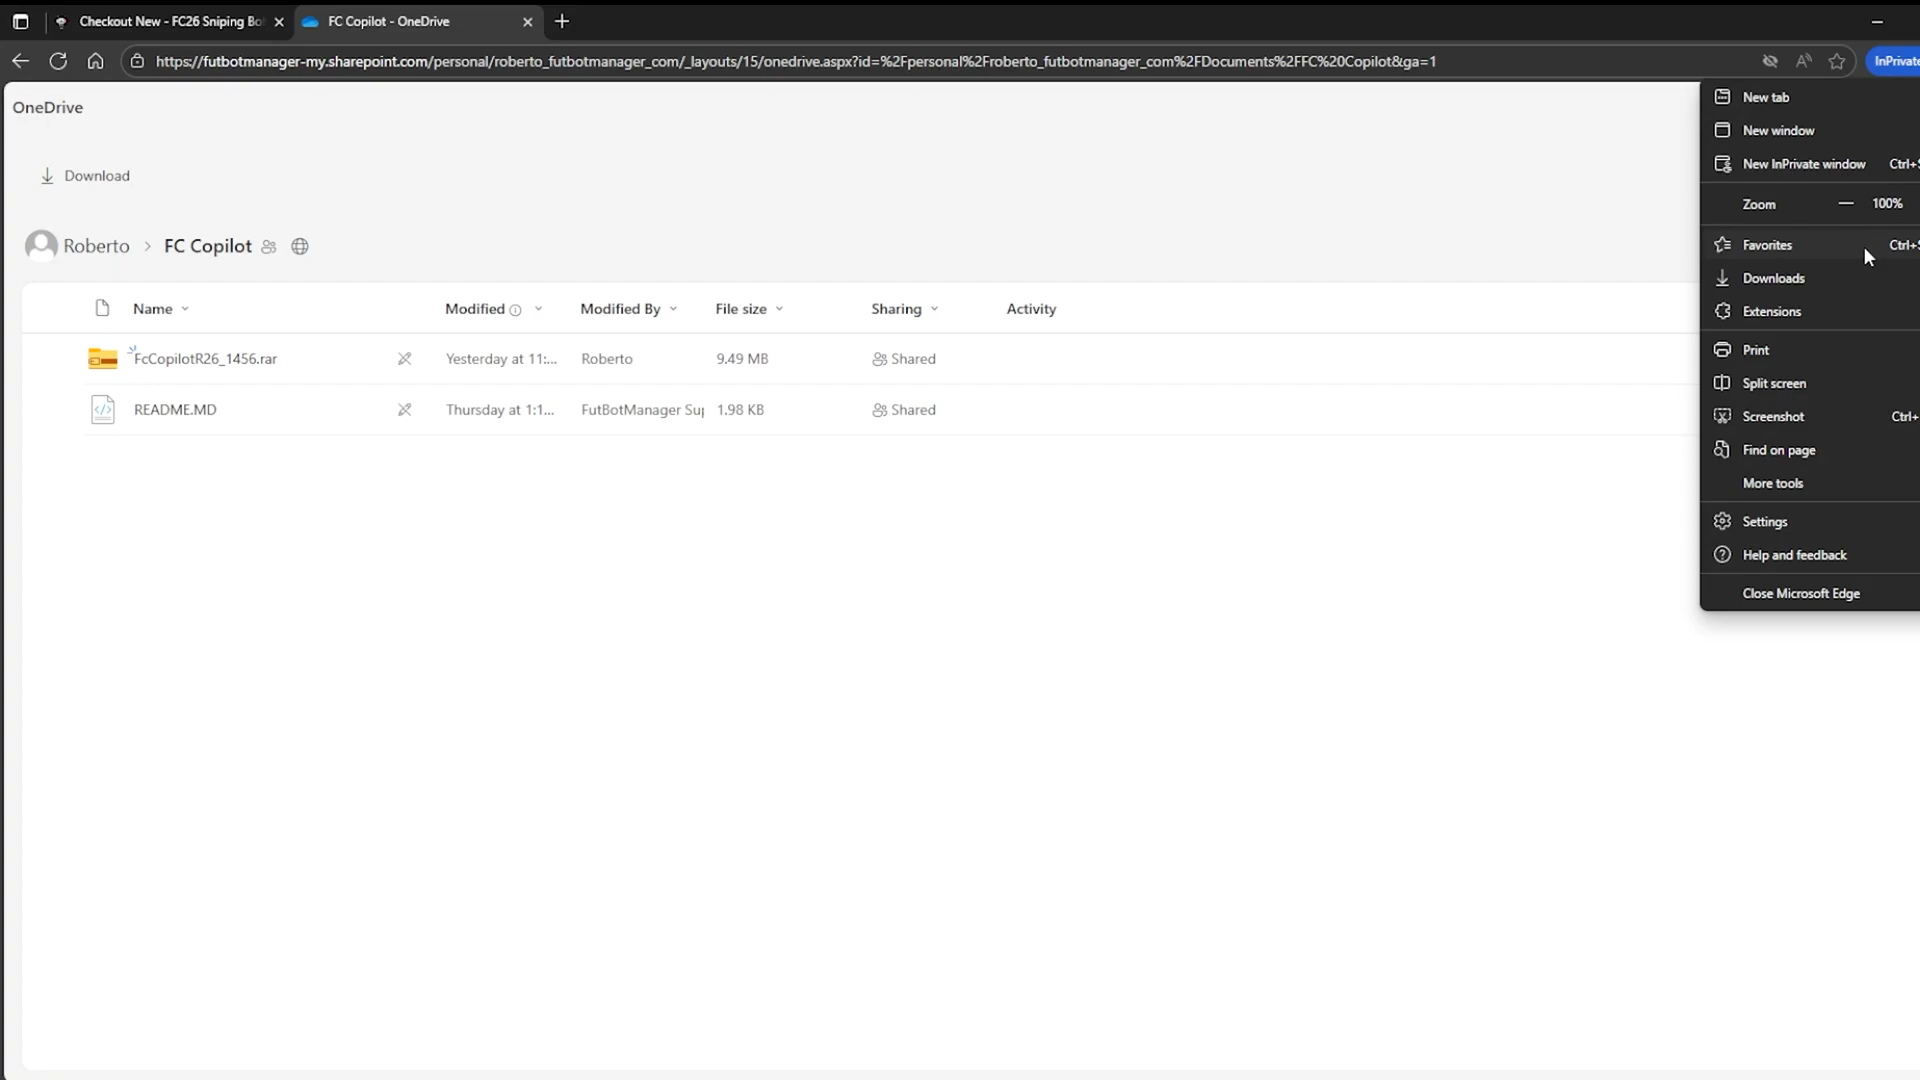 Checkout New - FC26 Sniping Bo
FC Copilot - OneDrive
https://futbotmanager-my.sharepoint.com/personal/roberto_futbotmanager_com/_layouts/15/onedrive.aspx?id=%2Fpersonal%2Froberto_futbotmanager_com%2FDocuments%2FFC%20Copilot&ga=1
InPrivate
OneDrive
Download
Roberto > FC Copilot
Name Modified Modified By File size Sharing Activity
FcCopilotR26_1456.rar Yesterday at 11:... Roberto 9.49 MB Shared
README.MD Thursday at 1:1... FutBotManager Su 1.98 KB Shared
New tab
New window
New InPrivate window Ctrl+S
Zoom 100%
Favorites Ctrl+S
Downloads
Extensions
Print
Split screen
Screenshot Ctrl+
Find on page
More tools
Settings
Help and feedback
Close Microsoft Edge